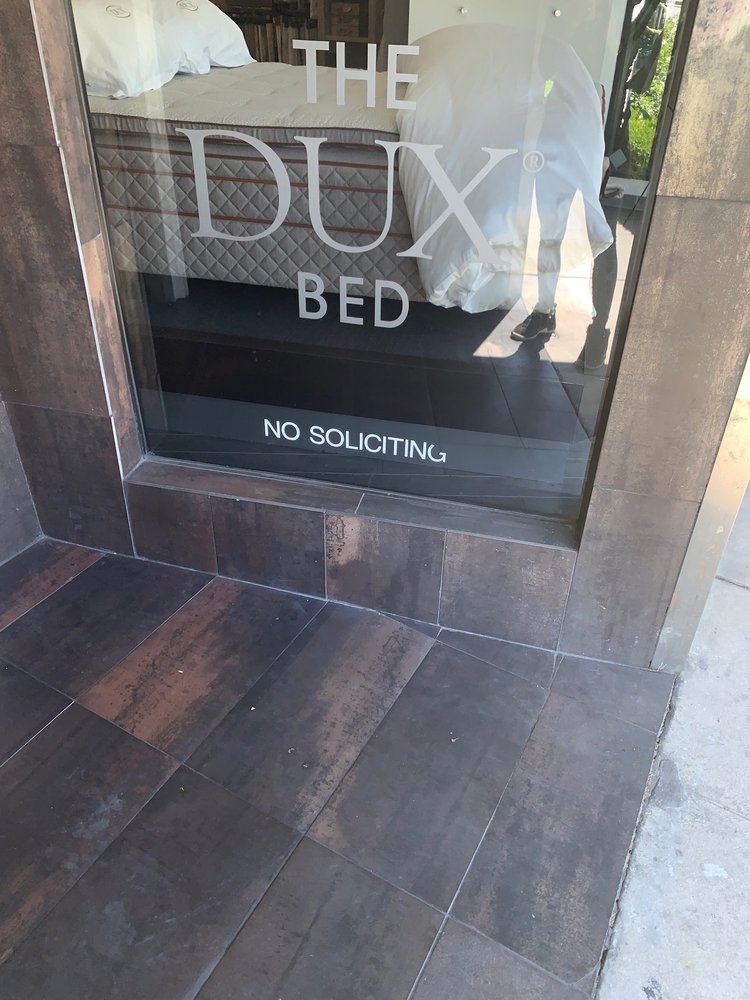 THE
DUX®
BED
NO SOLICITING